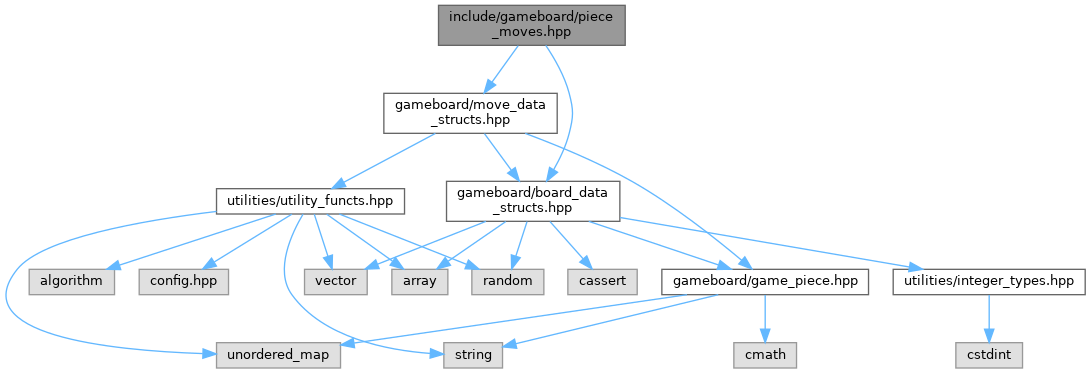 include/gameboard/piece
_moves.hpp
gameboard/move_data
_structs.hpp
utilities/utility_functs.hpp
gameboard/board_data
_structs.hpp
algorithm
config.hpp
vector
array
random
cassert
gameboard/game_piece.hpp
utilities/integer_types.hpp
unordered_map
string
cmath
cstdint